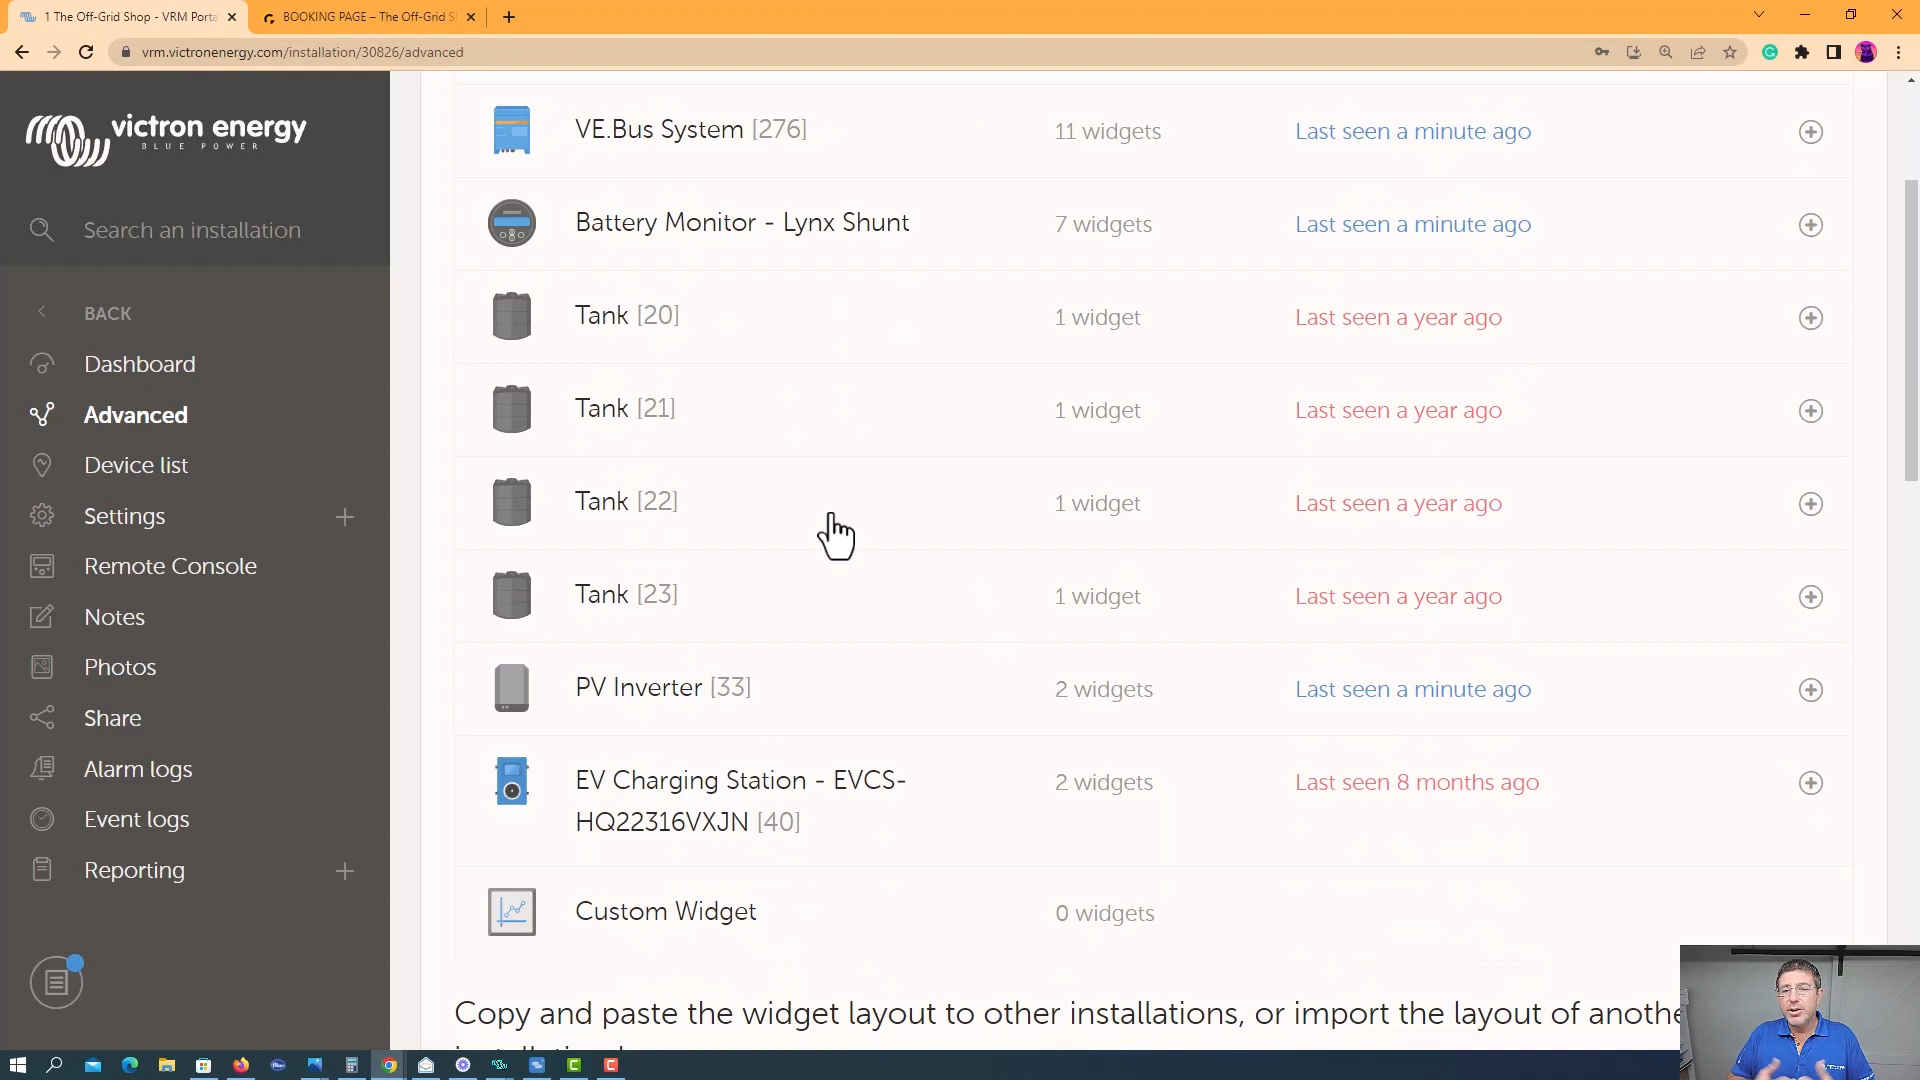 1 The Off-Grid Shop - VRM Porta
BOOKING PAGE – The Off-Grid S
vrm.victronenergy.com/installation/30826/advanced
victron energy
BLUE POWER
Search an installation
BACK
Dashboard
Advanced
Device list
Settings
Remote Console
Notes
Photos
Share
Alarm logs
Event logs
Reporting
VE.Bus System [276] 11 widgets Last seen a minute ago
Battery Monitor - Lynx Shunt 7 widgets Last seen a minute ago
Tank [20] 1 widget Last seen a year ago
Tank [21] 1 widget Last seen a year ago
Tank [22] 1 widget Last seen a year ago
Tank [23] 1 widget Last seen a year ago
PV Inverter [33] 2 widgets Last seen a minute ago
EV Charging Station - EVCS- 2 widgets Last seen 8 months ago
HQ22316VXJN [40]
Custom Widget 0 widgets
Copy and paste the widget layout to other installations, or import the layout of anothe